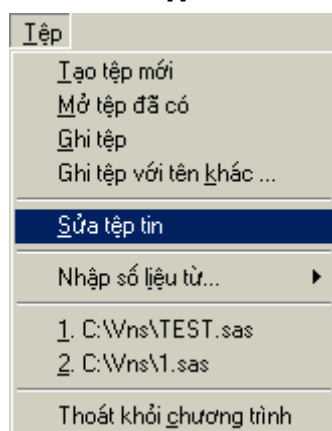 Tệp
Tạo tệp mới
Mở tệp đã có
Ghi tệp
Ghi tệp với tên khác ...
Sửa tệp tin
Nhập số liệu từ...
1. C:\Vns\TEST.sas
2. C:\Vns\1.sas
Thoát khỏi chương trình